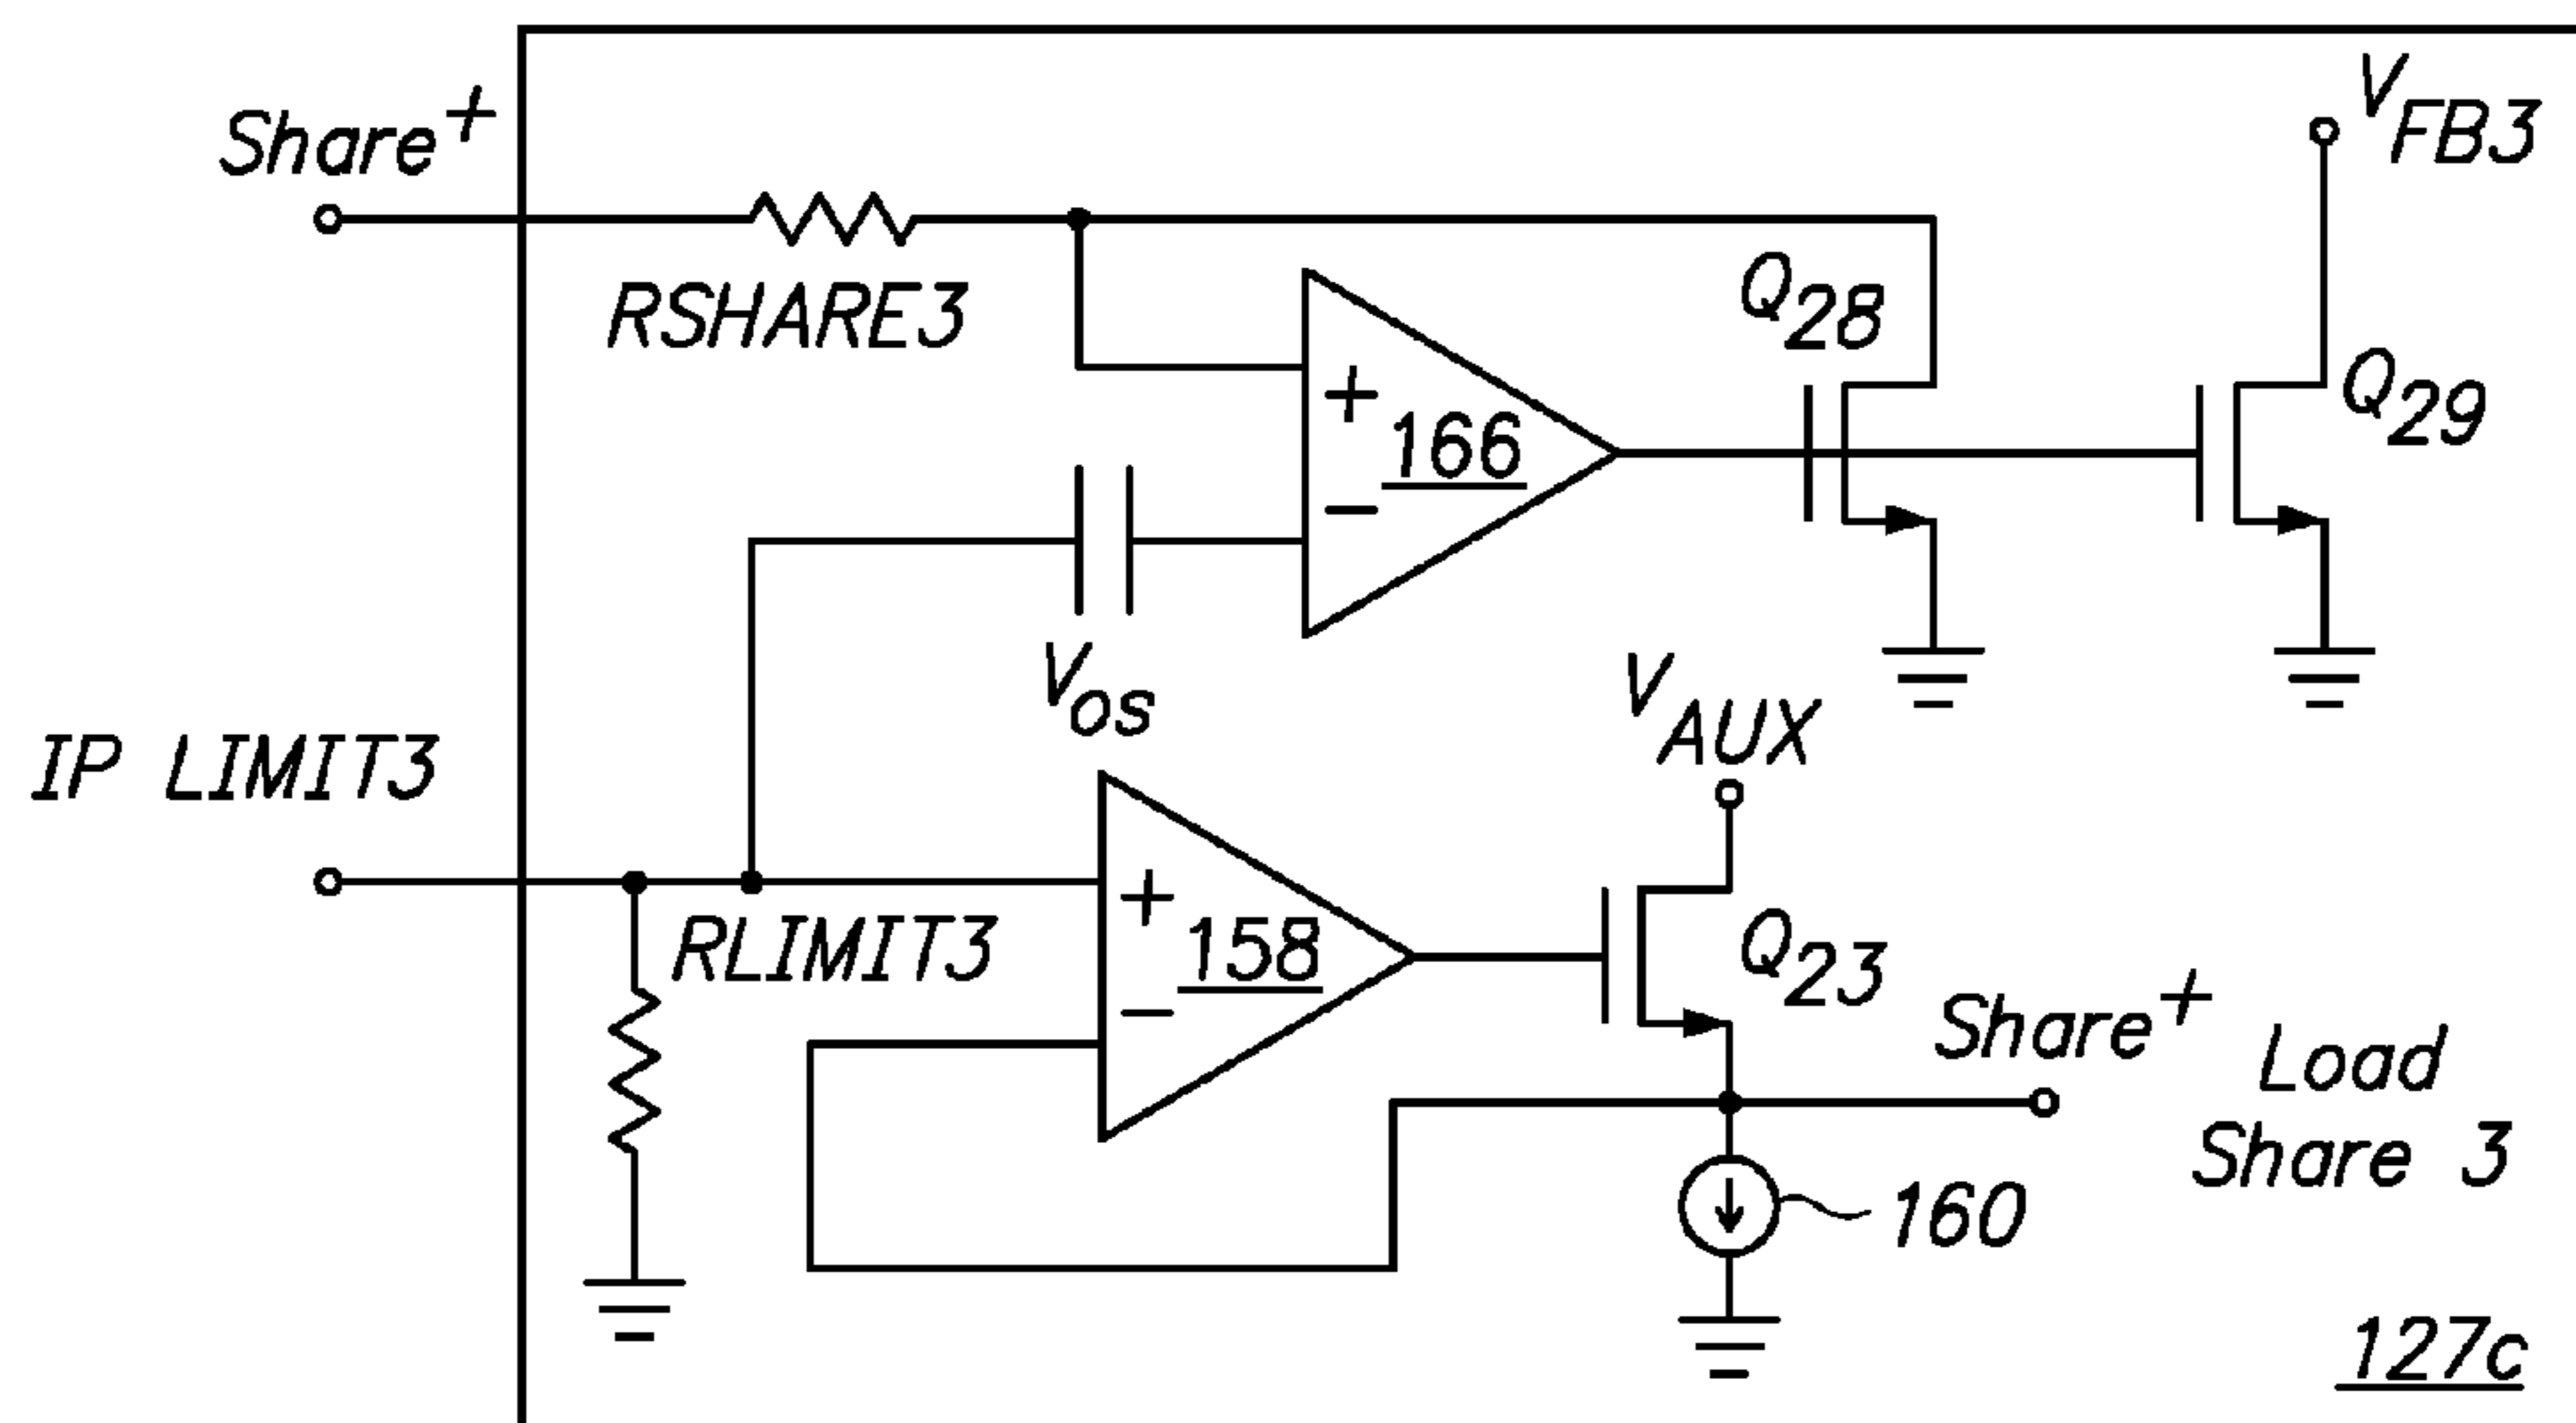 Share+
VFB3
RSHARE3
Q28
Q29
+
166
−
Vos
VAUX
IP LIMIT3
RLIMIT3
+
158
−
Q23
Share+
Load
Share 3
160
127c